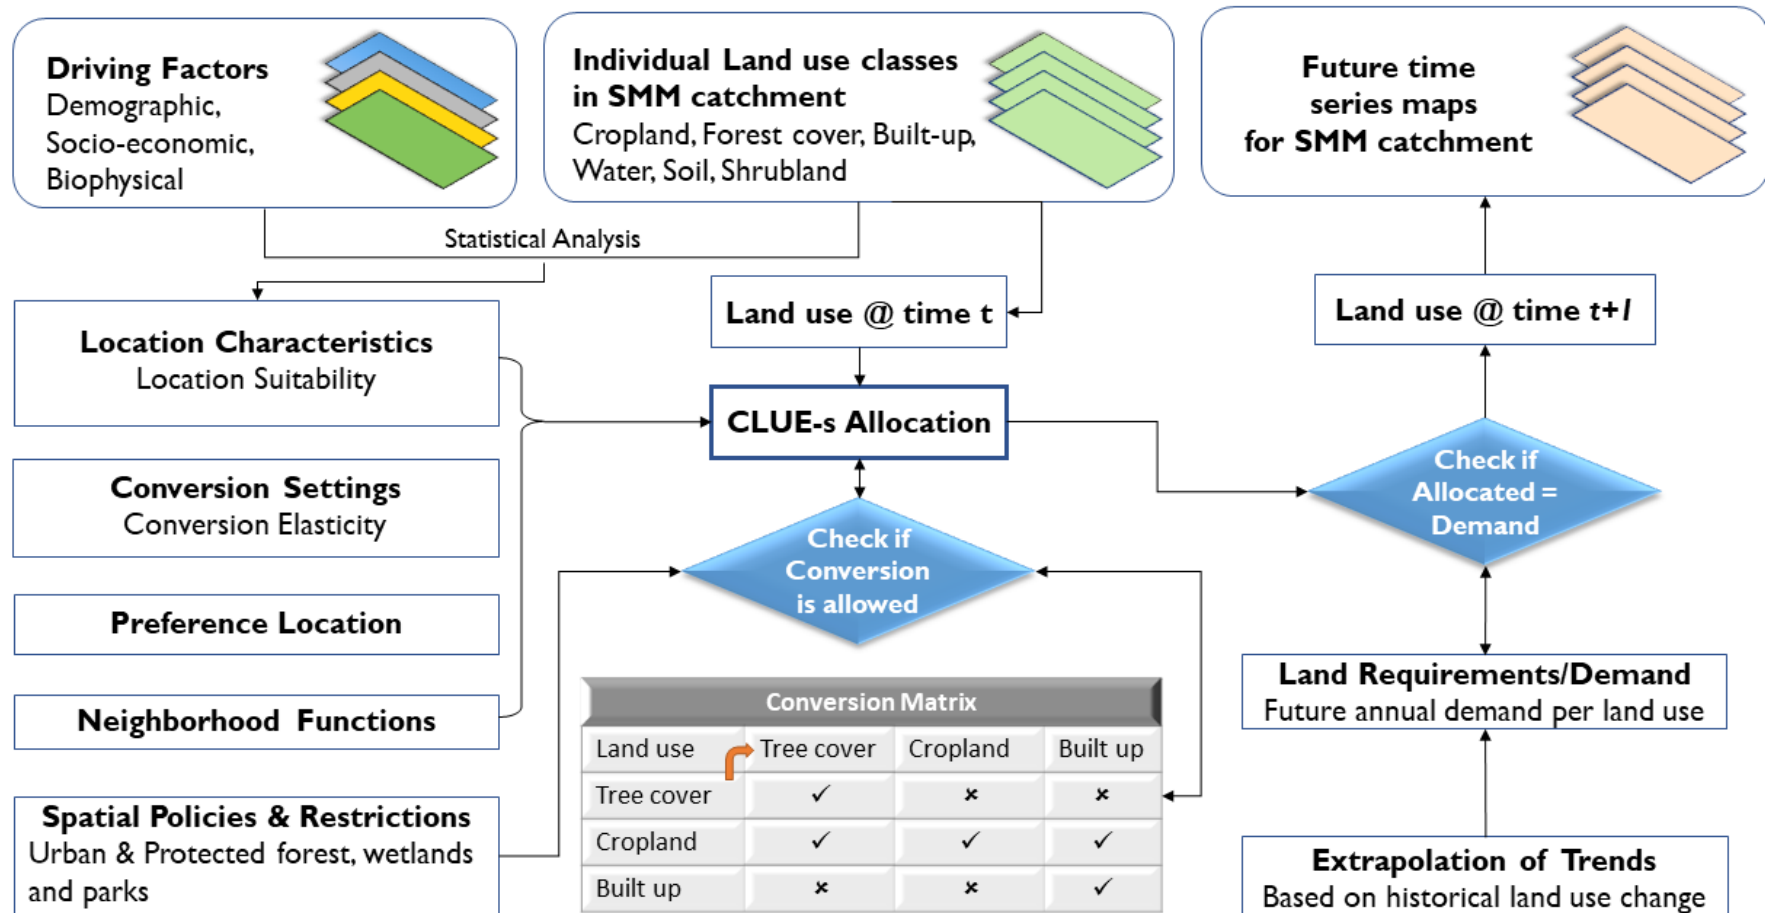 Driving Factors
Demographic,
Socio-economic,
Biophysical
Individual Land use classes
in SMM catchment
Cropland, Forest cover, Built-up,
Water, Soil, Shrubland
Future time
series maps
for SMM catchment
Statistical Analysis
Land use @ time t
Land use @ time t+1
Location Characteristics
Location Suitability
CLUE-s Allocation
Conversion Settings
Conversion Elasticity
Check if
Allocated =
Demand
Check if
Conversion
is allowed
Preference Location
Neighborhood Functions
Land Requirements/Demand
Future annual demand per land use
Conversion Matrix
Land use Tree cover Cropland Built up
Tree cover ✓ × ×
Cropland ✓ ✓ ✓
Built up × × ✓
Spatial Policies & Restrictions
Urban & Protected forest, wetlands
and parks
Extrapolation of Trends
Based on historical land use change